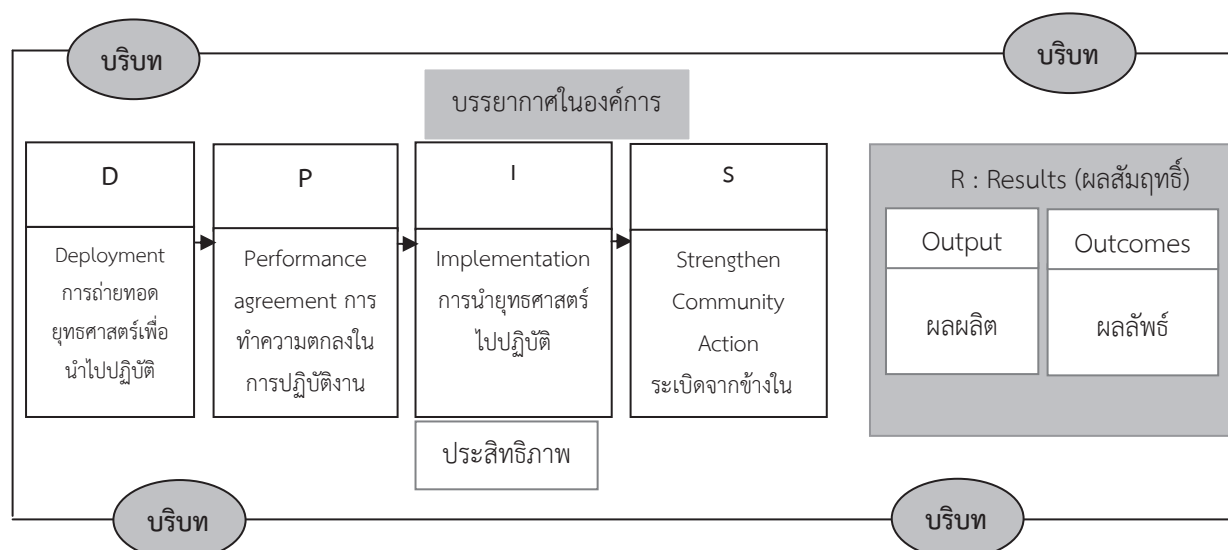 บริบท
บริบท
บรรยากาศในองค์การ
D
Deployment
การถ่ายทอด
ยุทธศาสตร์เพื่อ
นำไปปฏิบัติ
P
Performance
agreement การ
ทำความตกลงใน
การปฏิบัติงาน
I
Implementation
การนำยุทธศาสตร์
ไปปฏิบัติ
S
Strengthen
Community
Action
ระเบิดจากข้างใน
R : Results (ผลสัมฤทธิ์)
Output
ผลผลิต
Outcomes
ผลลัพธ์
ประสิทธิภาพ
บริบท
บริบท